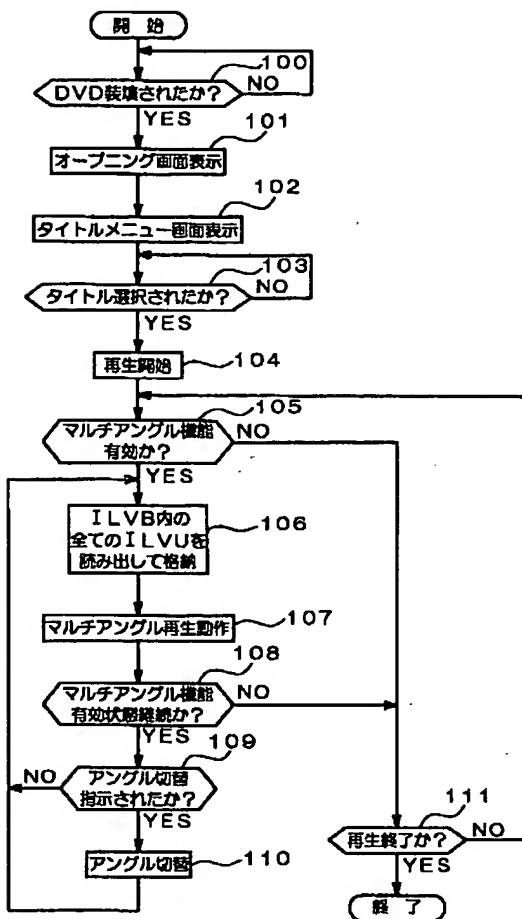 開始
100
DVD装填されたか?
NO
YES
101
オープニング画面表示
102
タイトルメニュー画面表示
103
タイトル選択されたか?
NO
YES
104
再生開始
105
マルチアングル機能
有効か?
NO
YES
106
ILVB内の
全てのILVUを
読み出して格納
107
マルチアングル再生動作
108
マルチアングル機能
有効状態継続か?
NO
YES
109
アングル切替
指示されたか?
NO
YES
110
アングル切替
111
再生終了か?
NO
YES
終了